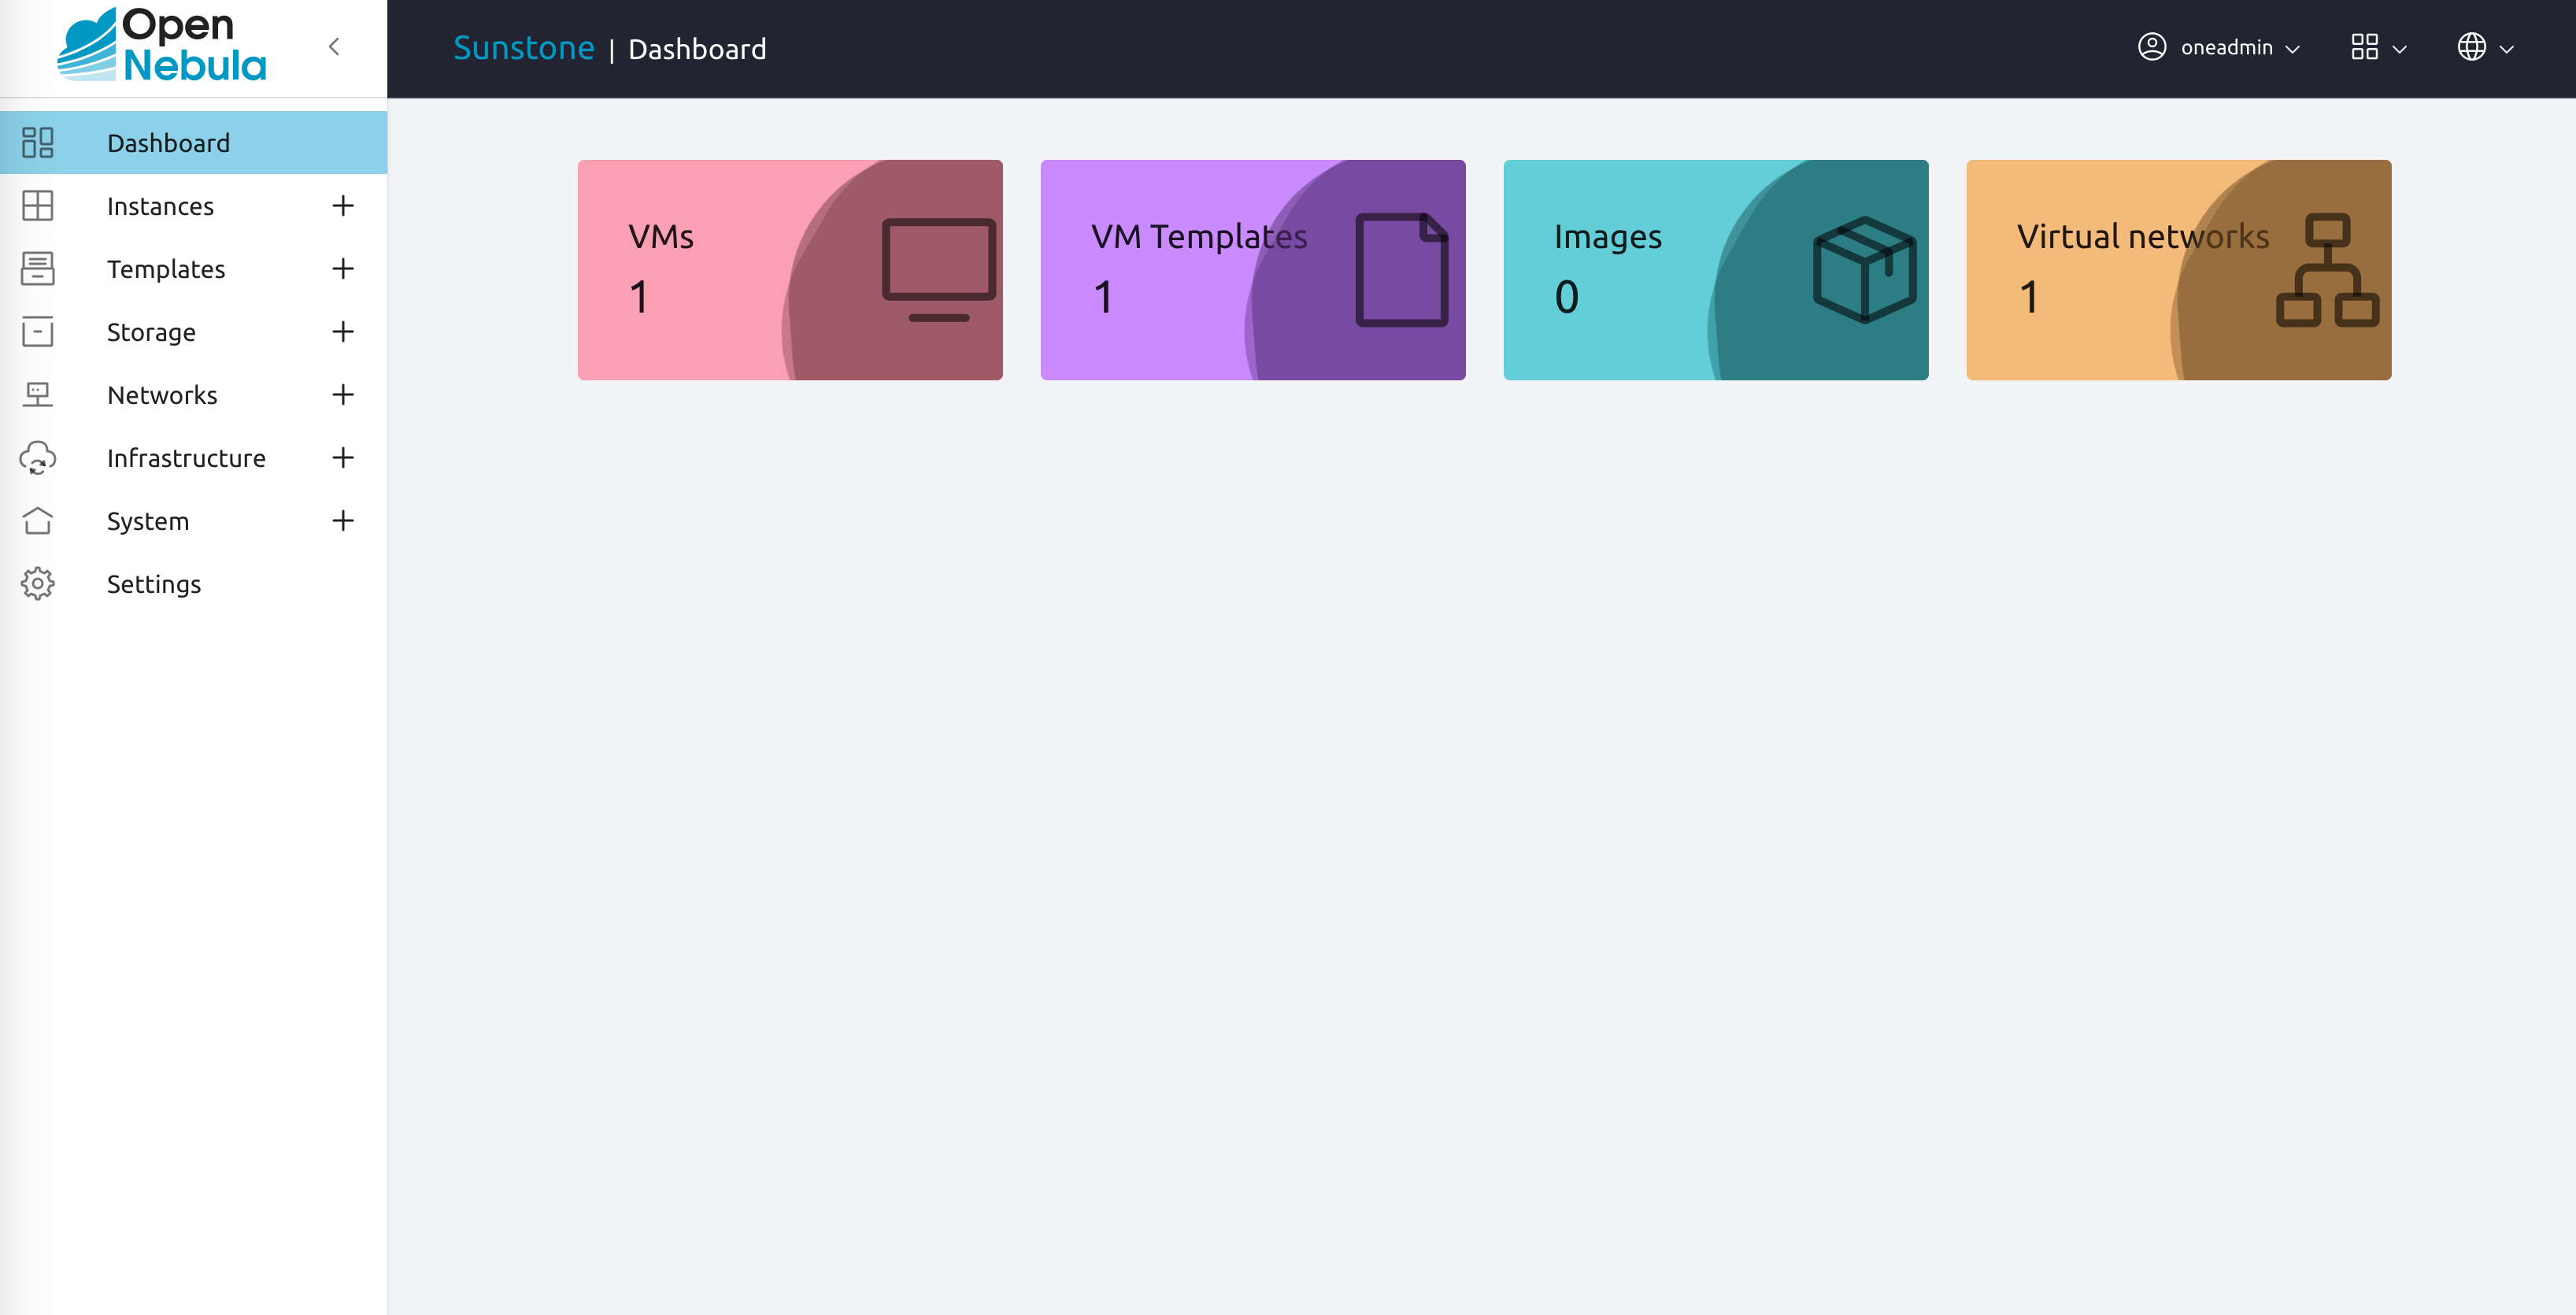 Open
Nebula
Sunstone | Dashboard
oneadmin
Dashboard
Instances
Templates
Storage
Networks
Infrastructure
System
Settings
VMs
1
VM Templates
1
Images
0
Virtual networks
1